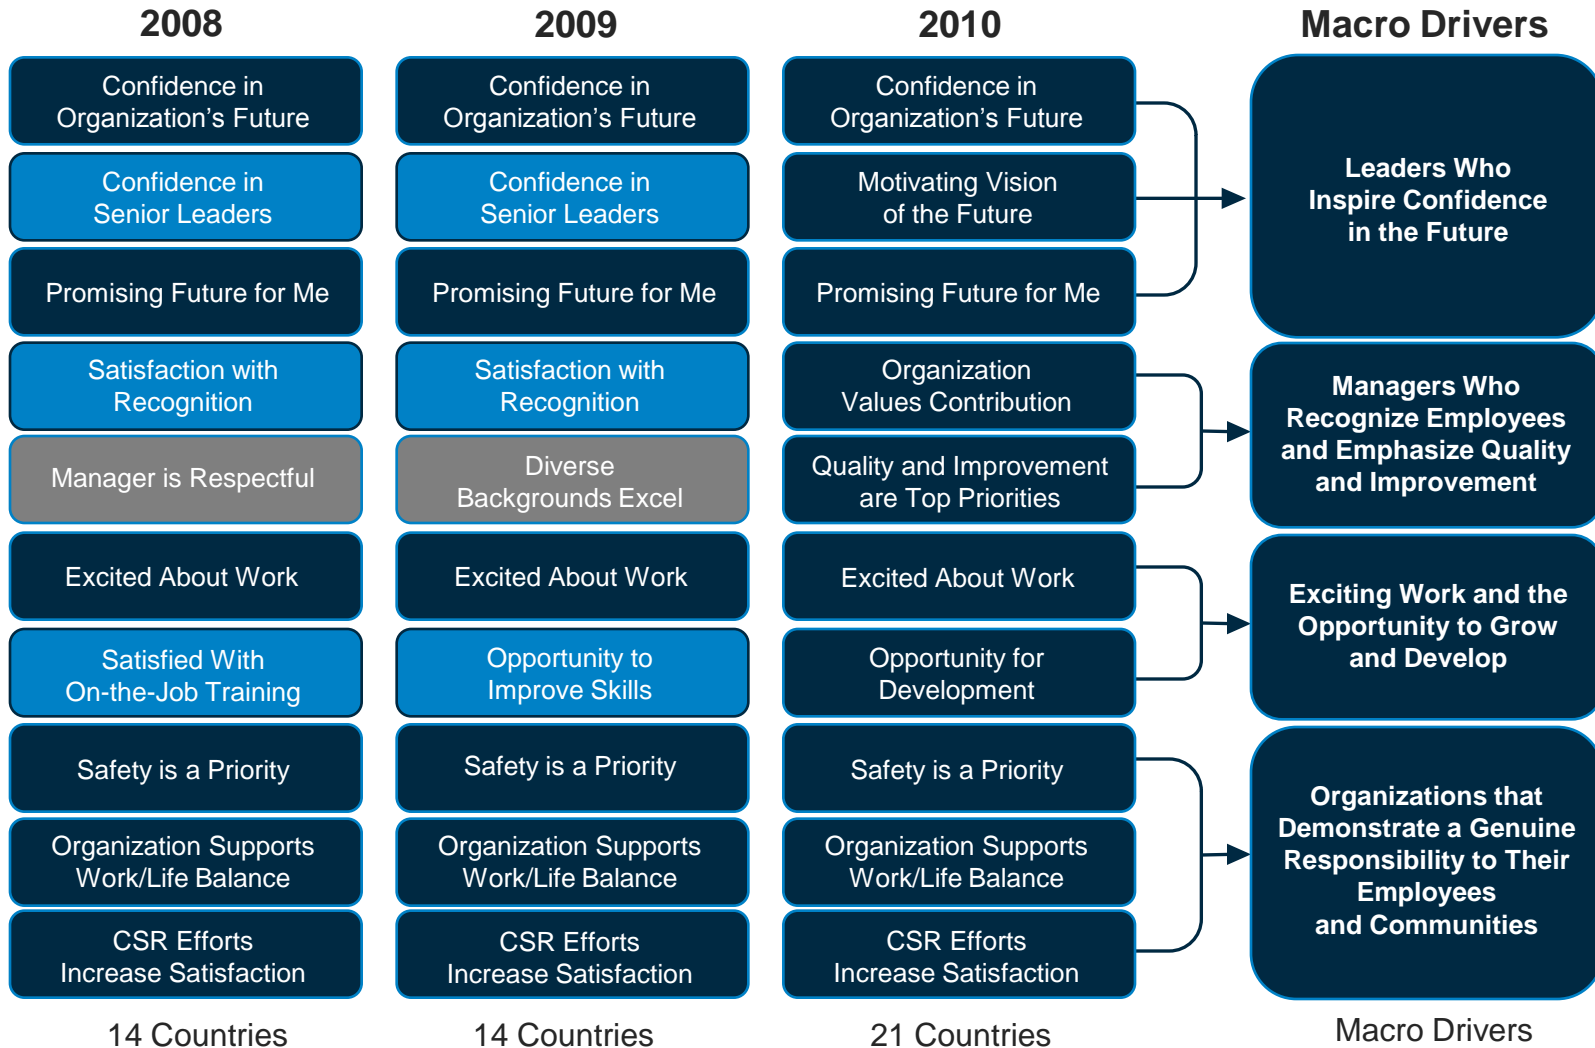 2008
Confidence in
Organization’s Future
Confidence in
Senior Leaders
Promising Future for Me
Satisfaction with
Recognition
Manager is Respectful
Excited About Work
Satisfied With
On-the-Job Training
Safety is a Priority
Organization Supports
Work/Life Balance
CSR Efforts
Increase Satisfaction
14 Countries
2009
Confidence in
Organization’s Future
Confidence in
Senior Leaders
Promising Future for Me
Satisfaction with
Recognition
Diverse
Backgrounds Excel
Excited About Work
Opportunity to
Improve Skills
Safety is a Priority
Organization Supports
Work/Life Balance
CSR Efforts
Increase Satisfaction
14 Countries
2010
Confidence in
Organization’s Future
Motivating Vision
of the Future
Promising Future for Me
Organization
Values Contribution
Quality and Improvement
are Top Priorities
Excited About Work
Opportunity for
Development
Safety is a Priority
Organization Supports
Work/Life Balance
CSR Efforts
Increase Satisfaction
21 Countries
Macro Drivers
Leaders Who
Inspire Confidence
in the Future
Managers Who
Recognize Employees
and Emphasize Quality
and Improvement
Exciting Work and the
Opportunity to Grow
and Develop
Organizations that
Demonstrate a Genuine
Responsibility to Their
Employees
and Communities
Macro Drivers